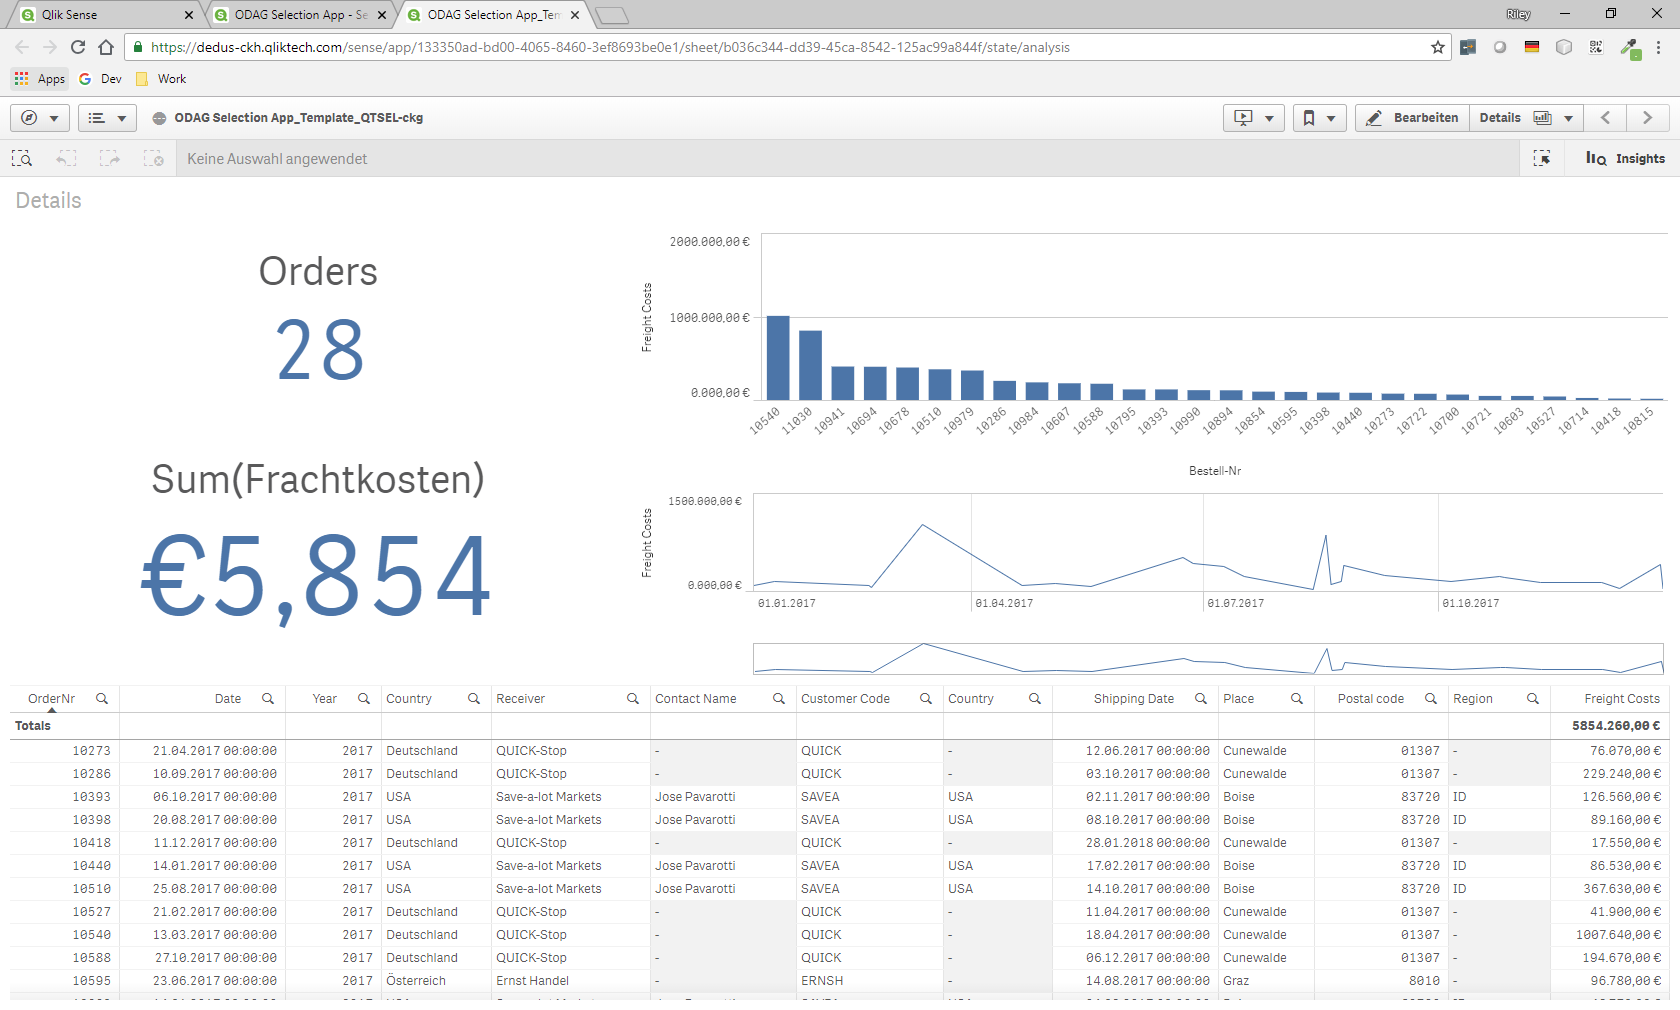 Qlik Sense
ODAG Selection App - Se
ODAG Selection App_Tem
Riley
https://dedus-ckh.qliktech.com/sense/app/133350ad-bd00-4065-8460-3ef8693be0e1/sheet/b036c344-dd39-45ca-8542-125ac99a844f/state/analysis
Apps Dev Work
ODAG Selection App_Template_QTSEL-ckg
Bearbeiten Details
Keine Auswahl angewendet
Insights
Details
Orders
28
Sum(Frachtkosten)
€5,854
2000.000,00 €
1000.000,00 €
0.000,00 €
Freight Costs
10540 11030 10941 10694 10678 10510 10979 10286 10984 10607 10588 10795 10393 10990 10894 10854 10595 10398 10440 10273 10722 10700 10721 10603 10527 10714 10418 10815
Bestell-Nr
1500.000,00 €
0.000,00 €
Freight Costs
01.01.2017 01.04.2017 01.07.2017 01.10.2017
OrderNr Date Year Country Receiver Contact Name Customer Code Country Shipping Date Place Postal code Region Freight Costs
Totals 5854.260,00 €
10273 21.04.2017 00:00:00 2017 Deutschland QUICK-Stop - QUICK - 12.06.2017 00:00:00 Cunewalde 01307 - 76.070,00 €
10286 10.09.2017 00:00:00 2017 Deutschland QUICK-Stop - QUICK - 03.10.2017 00:00:00 Cunewalde 01307 - 229.240,00 €
10393 06.10.2017 00:00:00 2017 USA Save-a-lot Markets Jose Pavarotti SAVEA USA 02.11.2017 00:00:00 Boise 83720 ID 126.560,00 €
10398 20.08.2017 00:00:00 2017 USA Save-a-lot Markets Jose Pavarotti SAVEA USA 08.10.2017 00:00:00 Boise 83720 ID 89.160,00 €
10418 11.12.2017 00:00:00 2017 Deutschland QUICK-Stop - QUICK - 28.01.2018 00:00:00 Cunewalde 01307 - 17.550,00 €
10440 14.01.2017 00:00:00 2017 USA Save-a-lot Markets Jose Pavarotti SAVEA USA 17.02.2017 00:00:00 Boise 83720 ID 86.530,00 €
10510 25.08.2017 00:00:00 2017 USA Save-a-lot Markets Jose Pavarotti SAVEA USA 14.10.2017 00:00:00 Boise 83720 ID 367.630,00 €
10527 21.02.2017 00:00:00 2017 Deutschland QUICK-Stop - QUICK - 11.04.2017 00:00:00 Cunewalde 01307 - 41.900,00 €
10540 13.03.2017 00:00:00 2017 Deutschland QUICK-Stop - QUICK - 18.04.2017 00:00:00 Cunewalde 01307 - 1007.640,00 €
10588 27.10.2017 00:00:00 2017 Deutschland QUICK-Stop - QUICK - 06.12.2017 00:00:00 Cunewalde 01307 - 194.670,00 €
10595 23.06.2017 00:00:00 2017 Österreich Ernst Handel - ERNSH - 14.08.2017 00:00:00 Graz 8010 - 96.780,00 €